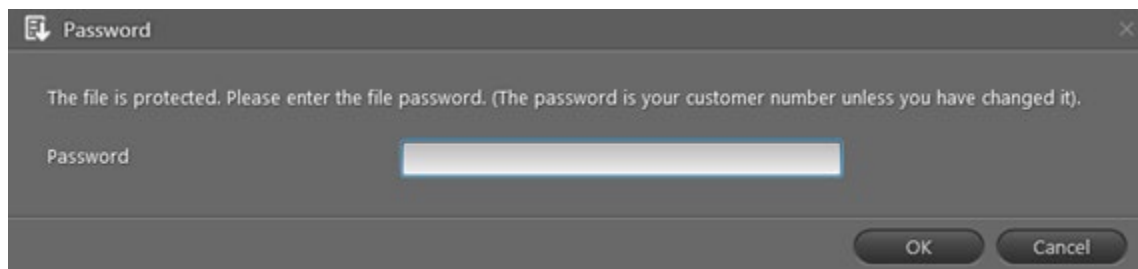 Password
The file is protected. Please enter the file password. (The password is your customer number unless you have changed it).
Password
OK Cancel